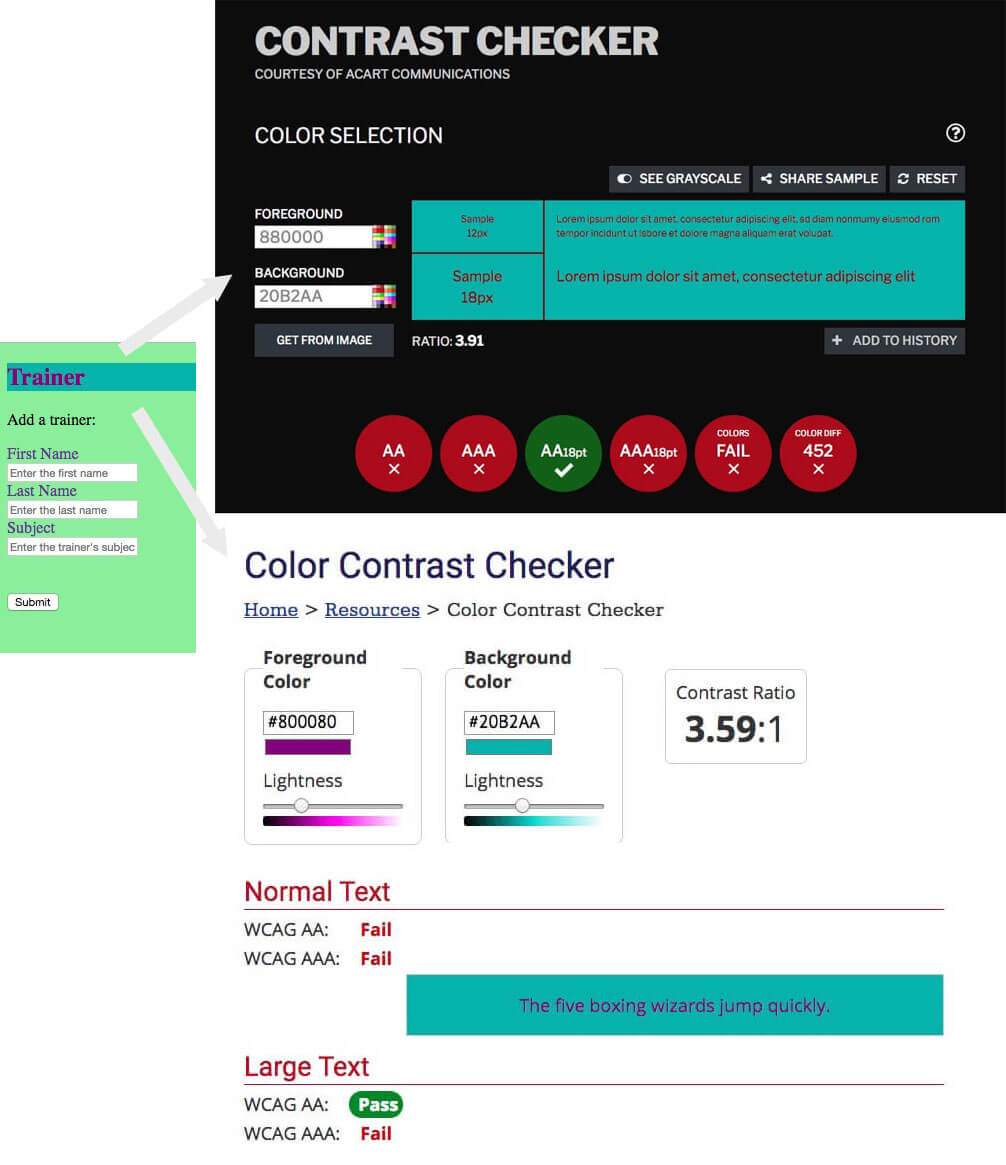 CONTRAST CHECKER
COURTESY OF ACART COMMUNICATIONS
COLOR SELECTION
?
SEE GRAYSCALE
SHARE SAMPLE
RESET
FOREGROUND
880000
BACKGROUND
20B2AA
GET FROM IMAGE
Sample
12px
Lorem ipsum dolor sit amet, consectetur adipiscing elit, sed diam nonnumy eiusmod rom
tempor incidunt ut lsbore et dolore magna aliquam erat volupat.
Sample
18px
Lorem ipsum dolor sit amet, consectetur adipiscing elit
RATIO: 3.91
+ ADD TO HISTORY
AA
AAA
AA18pt
AAA18pt
COLORS
FAIL
COLOR DIFF
452
Trainer
Add a trainer:
First Name
Enter the first name
Last Name
Enter the last name
Subject
Enter the trainer's subjec
Submit
Color Contrast Checker
Home > Resources > Color Contrast Checker
Foreground
Color
#800080
Lightness
Background
Color
#20B2AA
Lightness
Contrast Ratio
3.59:1
Normal Text
WCAG AA: Fail
WCAG AAA: Fail
The five boxing wizards jump quickly.
Large Text
WCAG AA: Pass
WCAG AAA: Fail